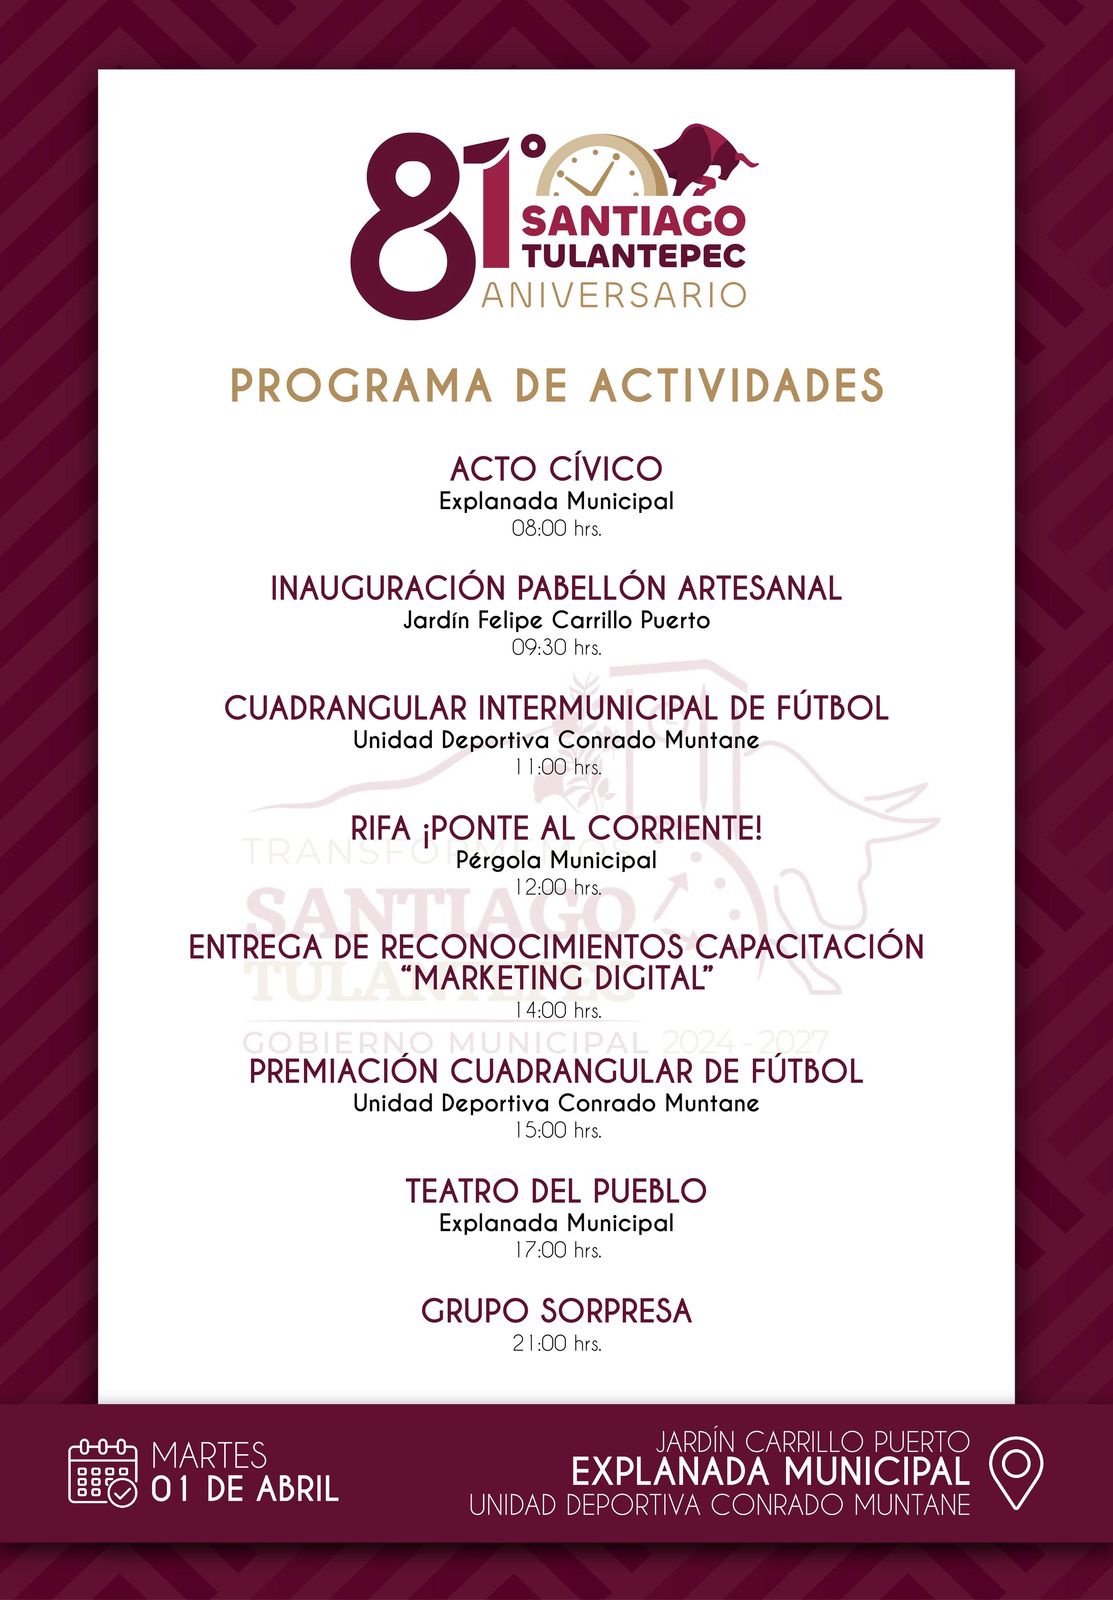 81°
SANTIAGO
TULANTEPEC
ANIVERSARIO
PROGRAMA DE ACTIVIDADES
ACTO CÍVICO
Explanada Municipal
08:00 hrs.
INAUGURACIÓN PABELLÓN ARTESANAL
Jardín Felipe Carrillo Puerto
09:30 hrs.
CUADRANGULAR INTERMUNICIPAL DE FÚTBOL
Unidad Deportiva Conrado Muntane
11:00 hrs.
RIFA ¡PONTE AL CORRIENTE!
Pérgola Municipal
12:00 hrs.
ENTREGA DE RECONOCIMIENTOS CAPACITACIÓN
“MARKETING DIGITAL”
14:00 hrs.
PREMIACIÓN CUADRANGULAR DE FÚTBOL
Unidad Deportiva Conrado Muntane
15:00 hrs.
TEATRO DEL PUEBLO
Explanada Municipal
17:00 hrs.
GRUPO SORPRESA
21:00 hrs.
TRANSFORMEMOS
SANTIAGO
TULANTEPEC
GOBIERNO MUNICIPAL 2024 - 2027
MARTES
01 DE ABRIL
JARDÍN CARRILLO PUERTO
EXPLANADA MUNICIPAL
UNIDAD DEPORTIVA CONRADO MUNTANE